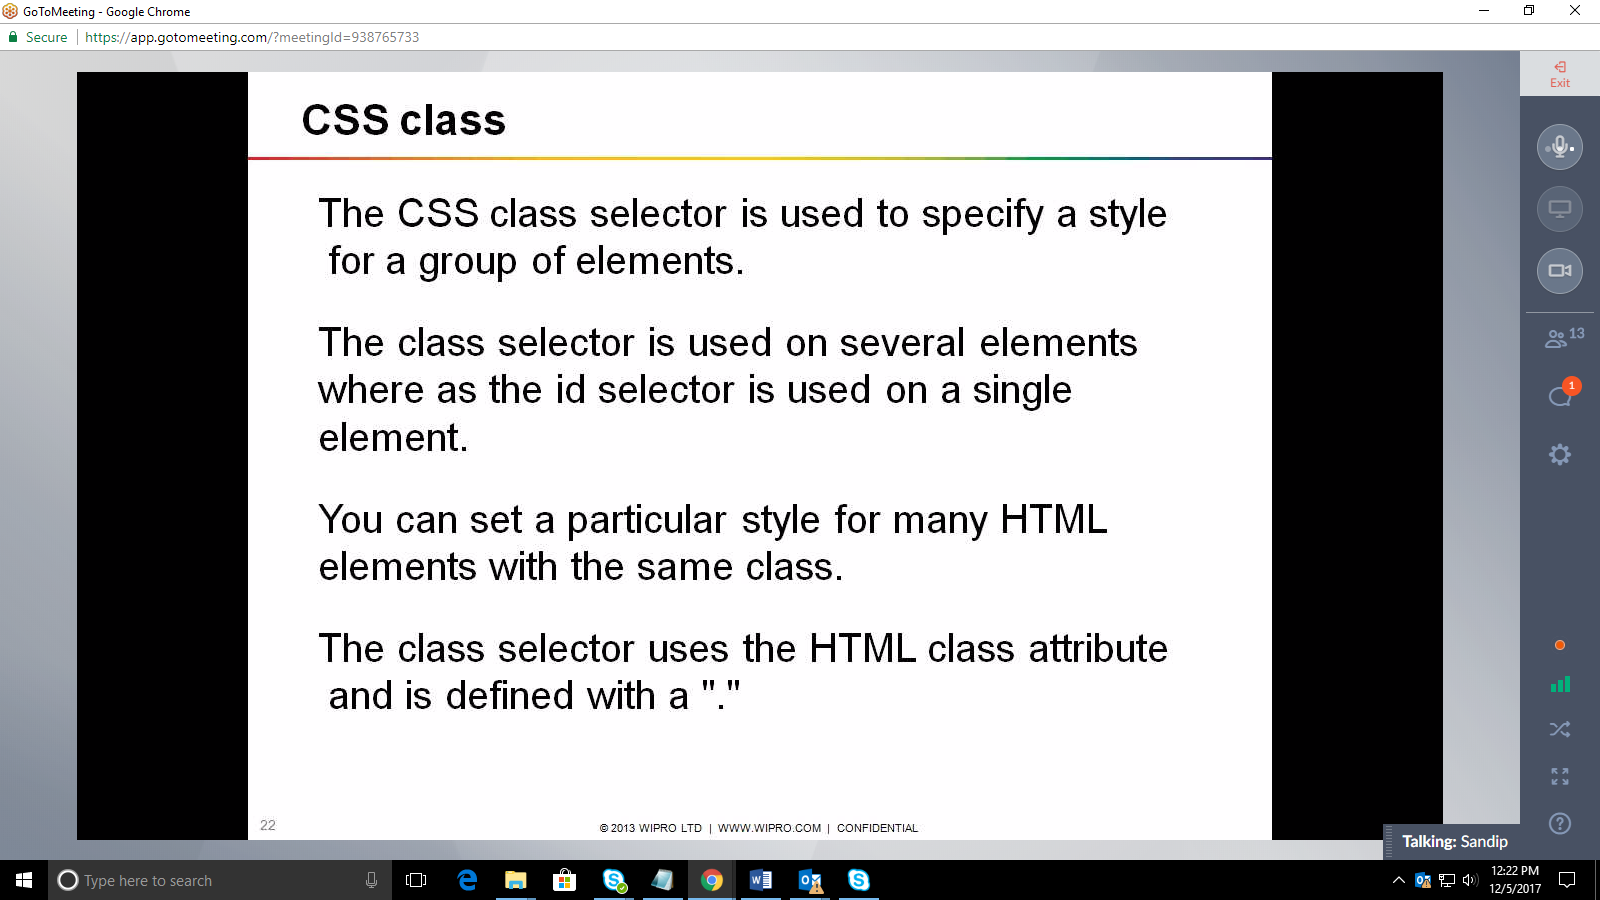 GoToMeeting - Google Chrome
Secure | https://app.gotomeeting.com/?meetingId=938765733
Exit
CSS class
The CSS class selector is used to specify a style
for a group of elements.
The class selector is used on several elements
where as the id selector is used on a single
element.
You can set a particular style for many HTML
elements with the same class.
The class selector uses the HTML class attribute
and is defined with a "."
13
1
22
© 2013 WIPRO LTD | WWW.WIPRO.COM | CONFIDENTIAL
Talking: Sandip
Type here to search
12:22 PM
12/5/2017